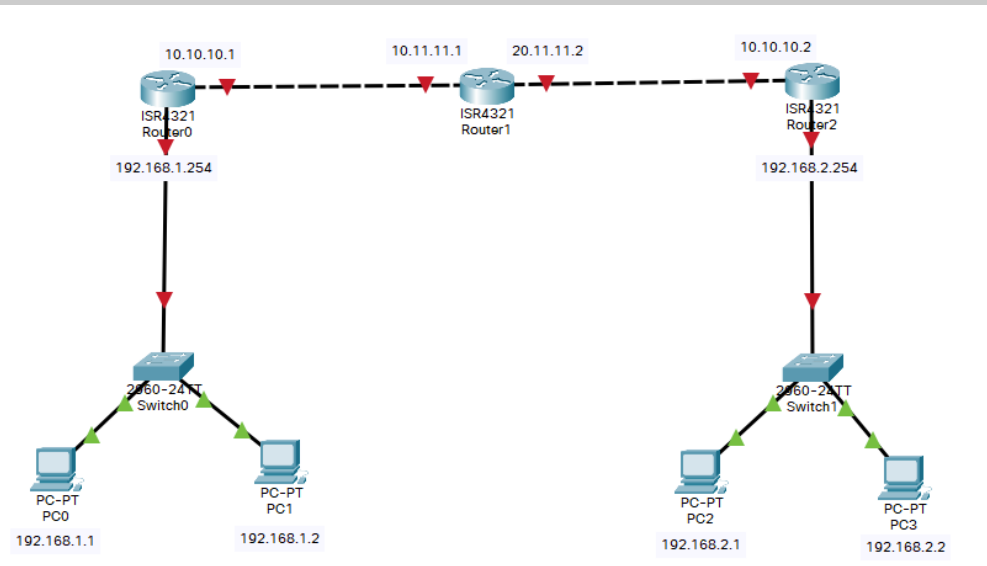 10.10.10.1
10.11.11.1
20.11.11.2
10.10.10.2
ISR4321
Router0
ISR4321
Router1
ISR4321
Router2
192.168.1.254
192.168.2.254
2960-24TT
Switch0
2960-24TT
Switch1
PC-PT
PC0
PC-PT
PC1
PC-PT
PC2
PC-PT
PC3
192.168.1.1
192.168.1.2
192.168.2.1
192.168.2.2